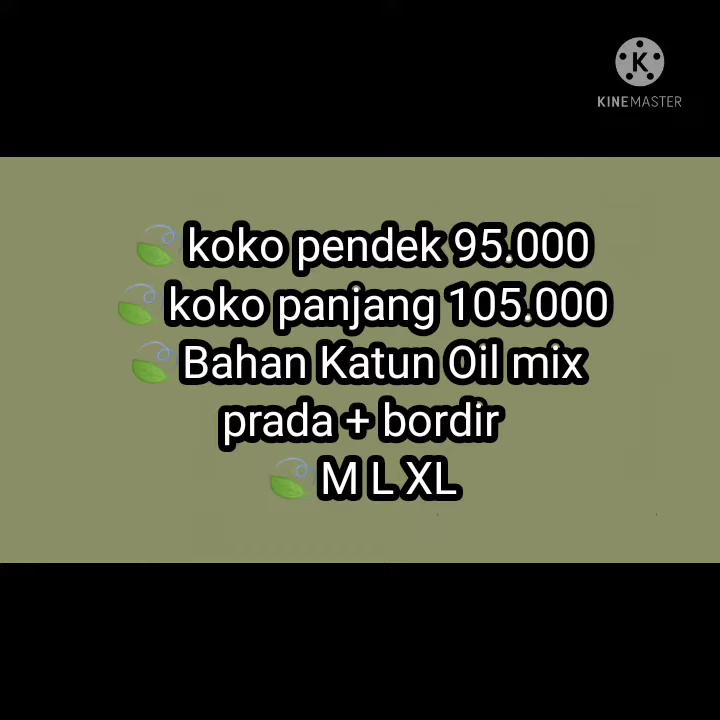 KINEMASTER
🍃 koko pendek 95.000
🍃 koko panjang 105.000
🍃 Bahan Katun Oil mix
prada + bordir
🍃 M L XL